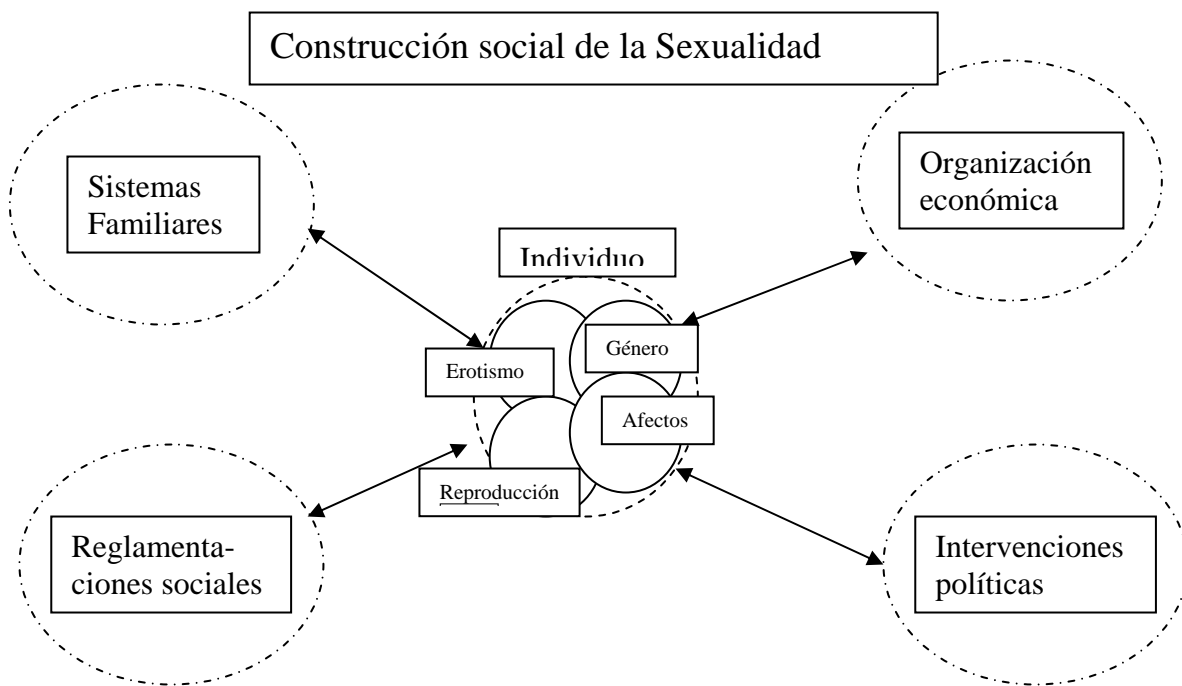 Construcción social de la Sexualidad
Sistemas
Familiares
Organización
económica
Individuo
Erotismo
Género
Afectos
Reproducción
Reglamenta-
ciones sociales
Intervenciones
políticas